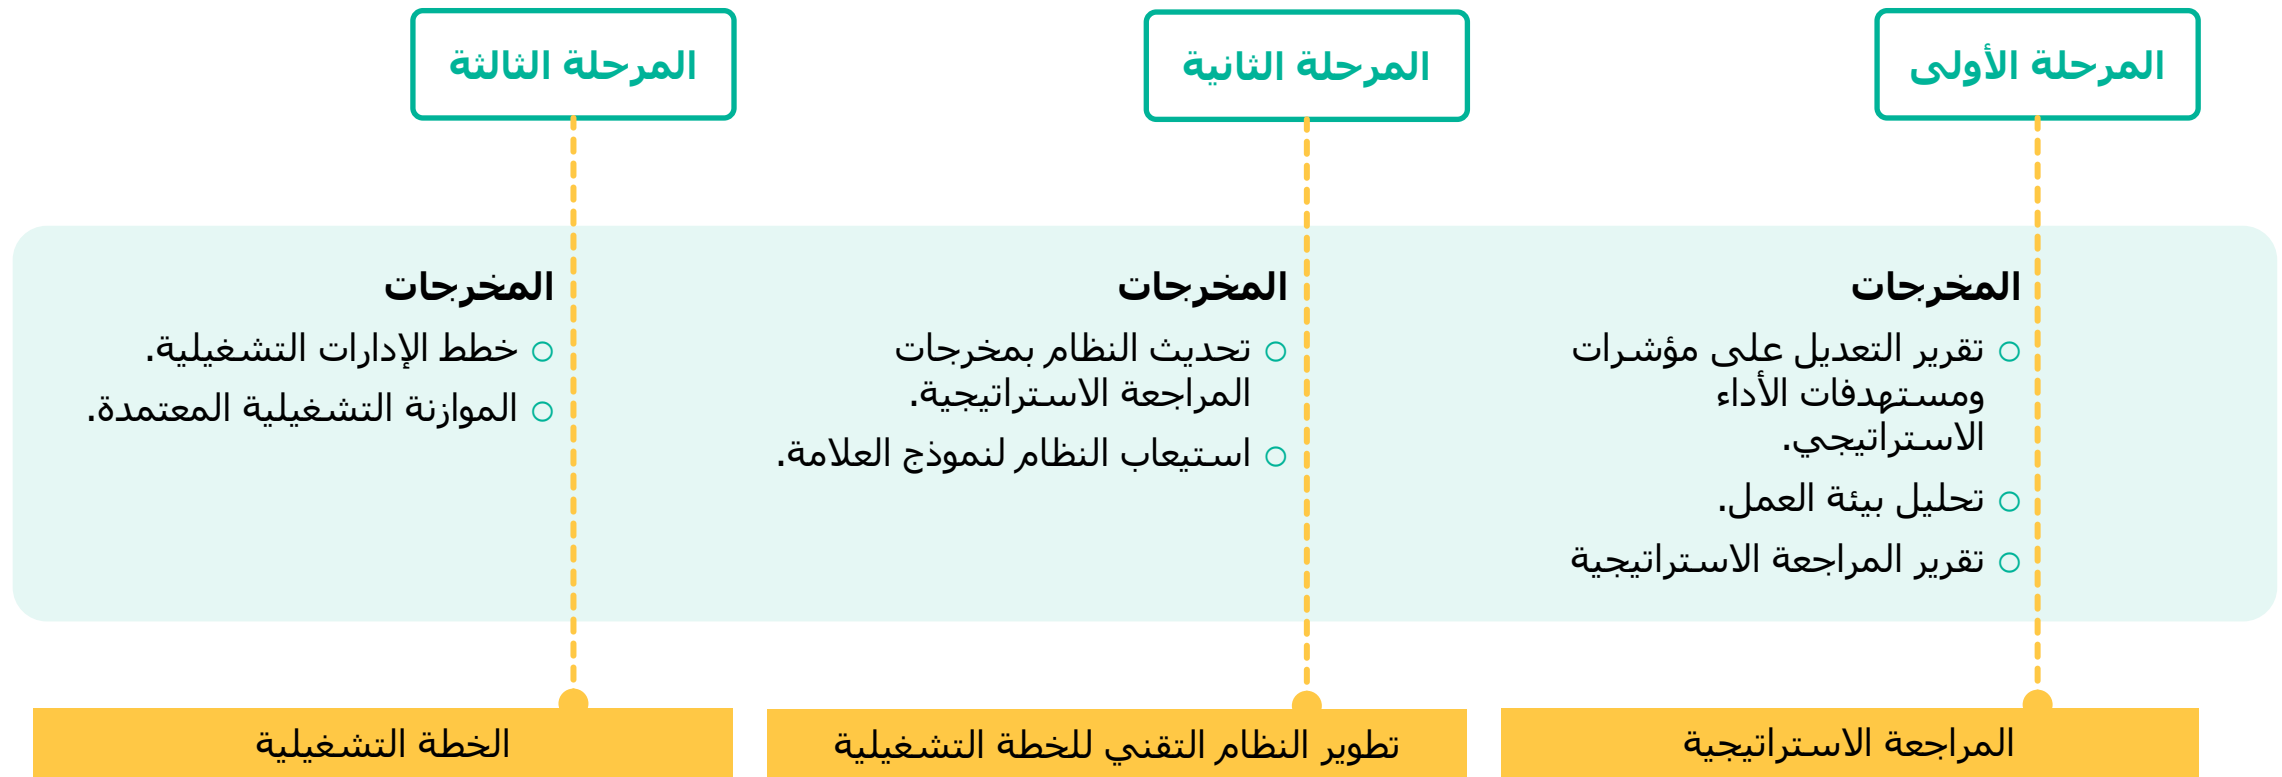 المرحلة الأولى
المخرجات
تقرير التعديل على مؤشرات
ومستهدفات الأداء
الاستراتيجي.
تحليل بيئة العمل.
تقرير المراجعة الاستراتيجية
المراجعة الاستراتيجية
المرحلة الثانية
المخرجات
تحديث النظام بمخرجات
المراجعة الاستراتيجية.
استيعاب النظام لنموذج العلامة.
تطوير النظام التقني للخطة التشغيلية
المرحلة الثالثة
المخرجات
خطط الإدارات التشغيلية.
الموازنة التشغيلية المعتمدة.
الخطة التشغيلية